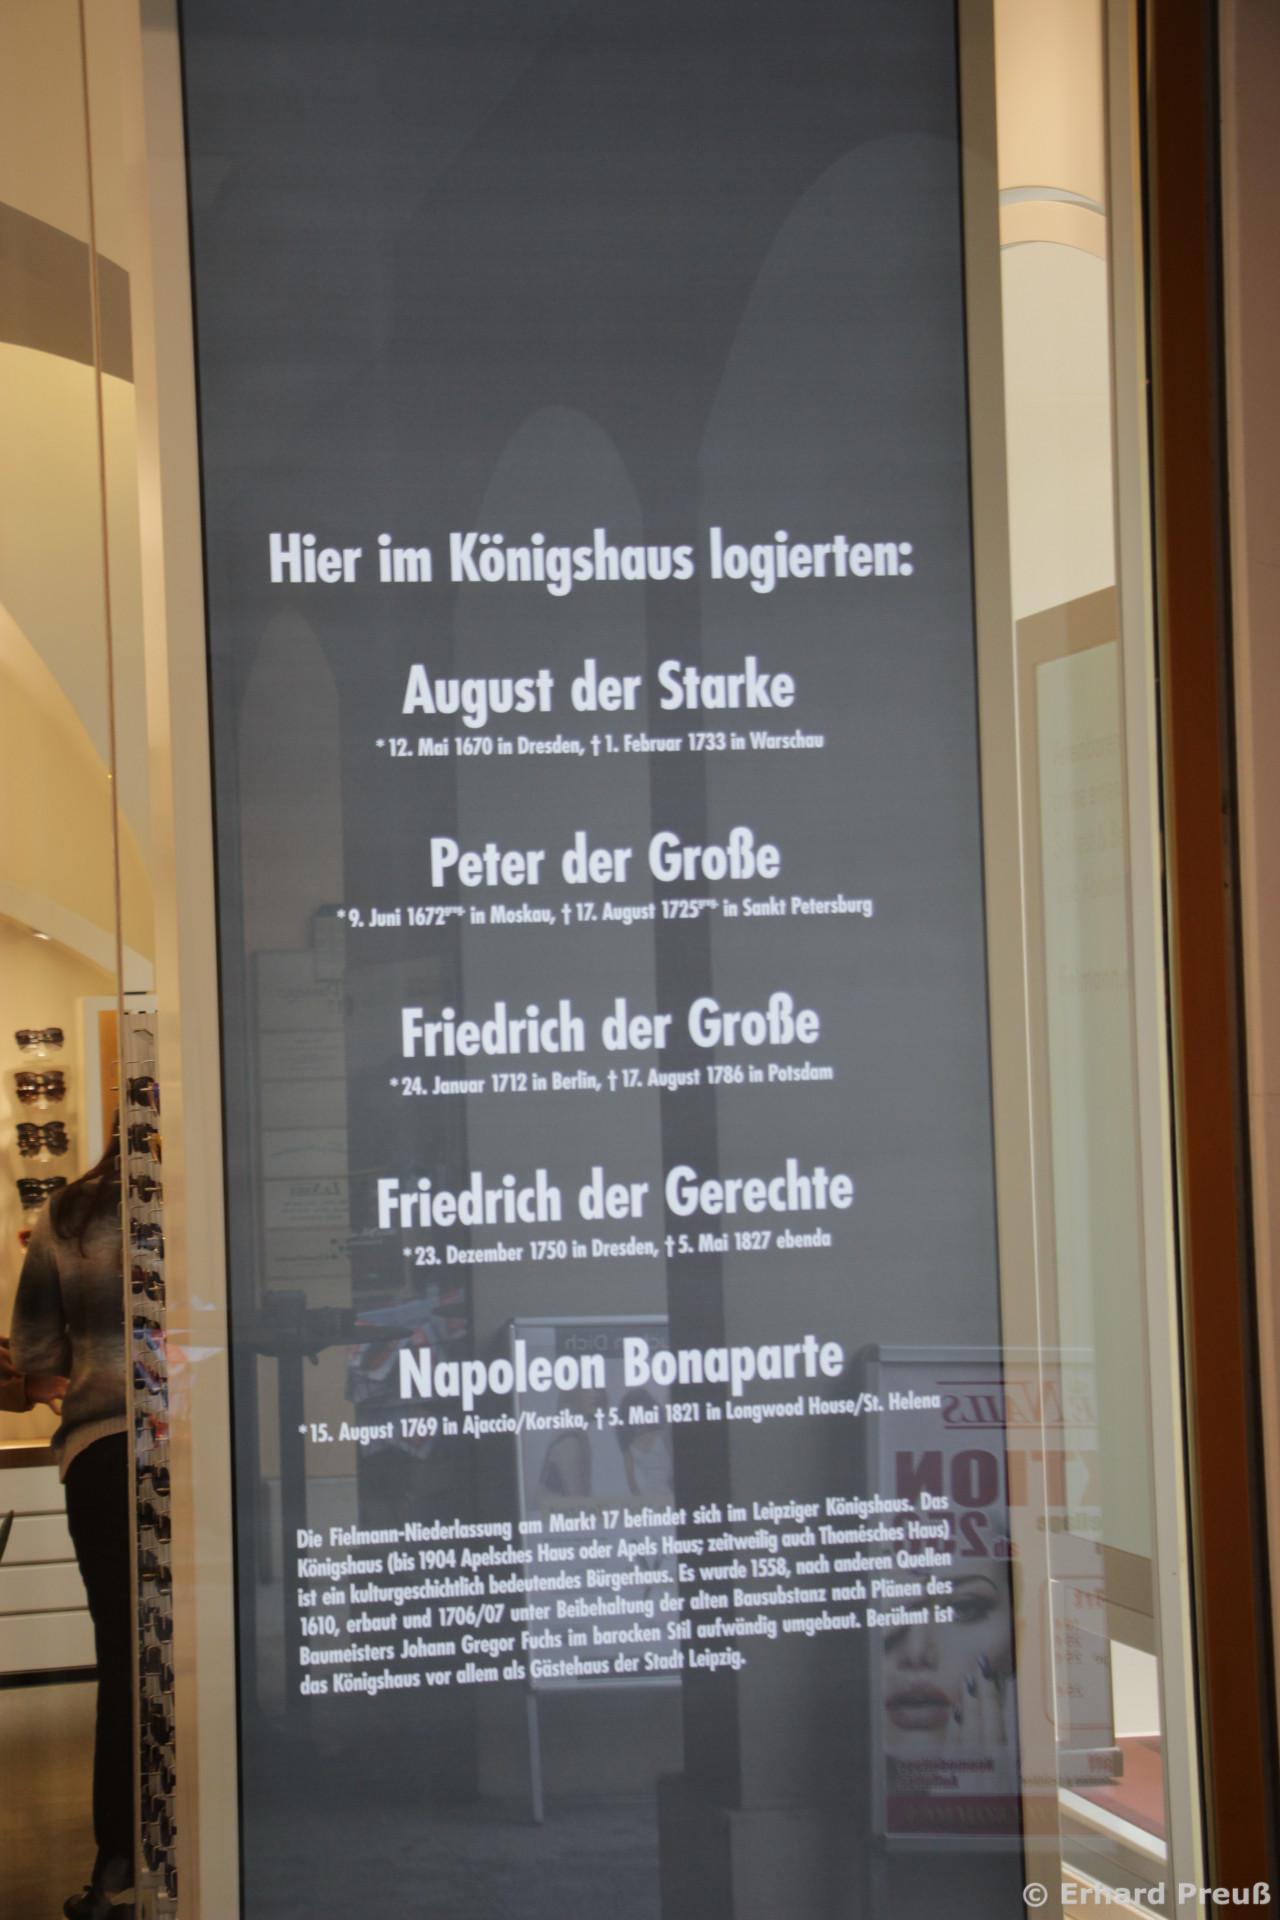 Hier im Königshaus logierten:
August der Starke
* 12. Mai 1670 in Dresden, † 1. Februar 1733 in Warschau
Peter der Große
* 9. Juni 1672 in Moskau, † 17. August 1725 in Sankt Petersburg
Friedrich der Große
* 24. Januar 1712 in Berlin, † 17. August 1786 in Potsdam
Friedrich der Gerechte
* 23. Dezember 1750 in Dresden, † 5. Mai 1827 ebenda
Napoleon Bonaparte
* 15. August 1769 in Ajaccio/Korsika, † 5. Mai 1821 in Longwood House/St. Helena
Die Fielmann-Niederlassung am Markt 17 befindet sich im Leipziger Königshaus. Das
Königshaus (bis 1904 Apelsches Haus oder Apels Haus; zeitweilig auch Thomésches Haus)
ist ein kulturgeschichtlich bedeutendes Bürgerhaus. Es wurde 1558, nach anderen Quellen
1610, erbaut und 1706/07 unter Beibehaltung der alten Bausubstanz nach Plänen des
Baumeisters Johann Gregor Fuchs im barocken Stil aufwändig umgebaut. Berühmt ist
das Königshaus vor allem als Gästehaus der Stadt Leipzig.
© Erhard Preuß